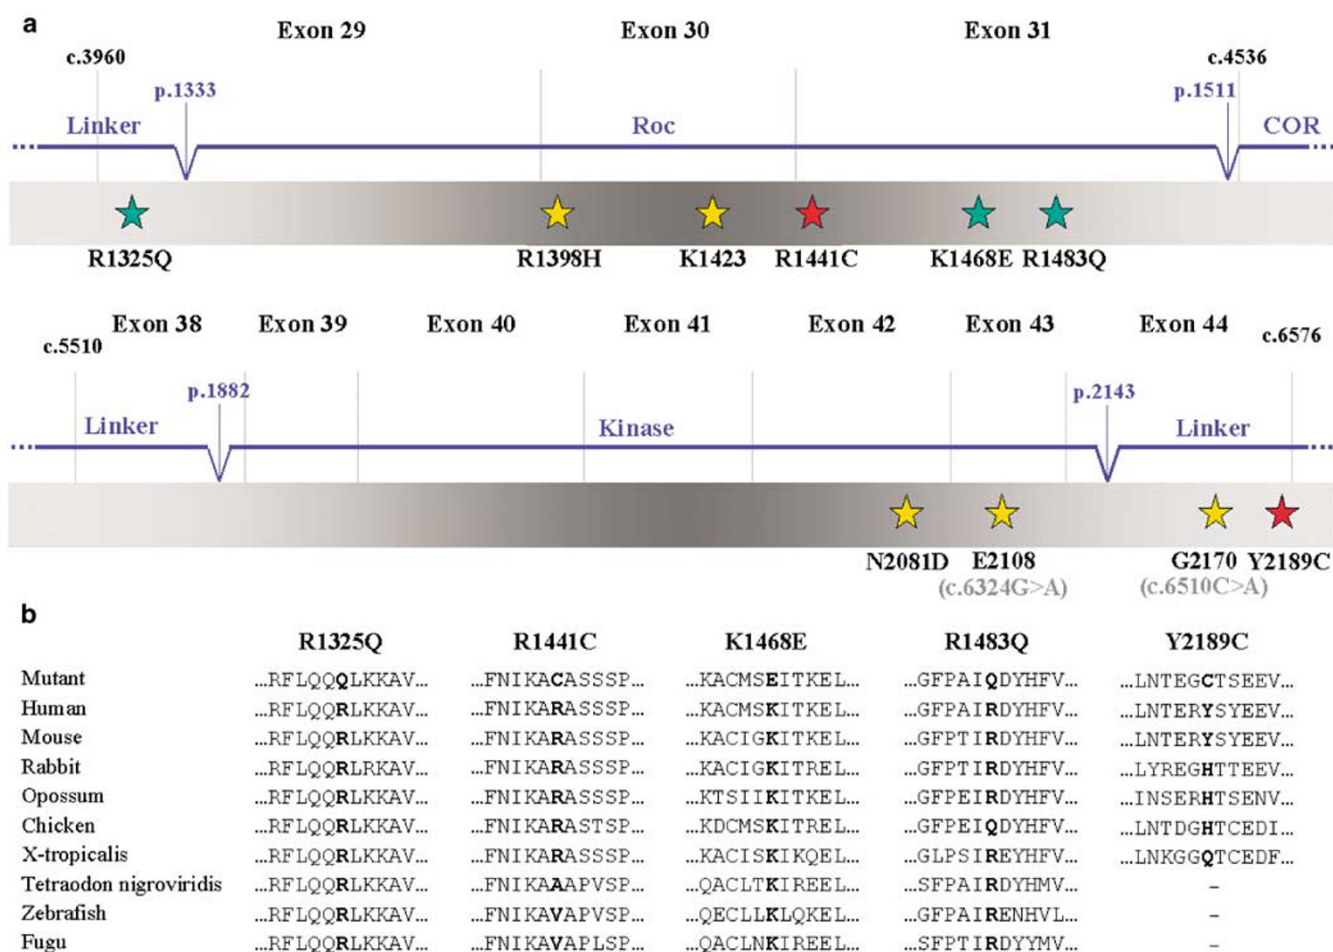 a
Exon 29 Exon 30 Exon 31
c.3960 c.4536
p.1333 p.1511
Linker Roc COR
R1325Q R1398H K1423 R1441C K1468E R1483Q
Exon 38 Exon 39 Exon 40 Exon 41 Exon 42 Exon 43 Exon 44
c.5510 c.6576
p.1882 p.2143
Linker Kinase Linker
N2081D E2108 G2170 Y2189C
(c.6324G>A) (c.6510C>A)
b
R1325Q R1441C K1468E R1483Q Y2189C
Mutant ...RFLQQQLKKAV... ...FNIKACASSSP... ...KACMSEITKEL... ...GFPAIQDYHFV... ...LNTEGCTSEEV...
Human ...RFLQQRLKKAV... ...FNIKARASSSP... ...KACMSKITKEL... ...GFPAIRDYHFV... ...LNTERYSYEEV...
Mouse ...RFLQQRLKKAV... ...FNIKARASSSP... ...KACIGKITKEL... ...GFPTIRDYHFV... ...LNTERYSYEEV...
Rabbit ...RFLQQRLRKAV... ...FNIKARASSSP... ...KACIGKITREL... ...GFPTIRDYHFV... ...LYREGHTTEEV...
Opossum ...RFLQQRLKKAV... ...FNIKARASSSP... ...KTSIIKITKEL... ...GFPEIRDYHFV... ...INSERHTSENV...
Chicken ...RFLQQRLKKAV... ...FNIKARASTSP... ...KDCMSKITREL... ...GFPEIQDYHFV... ...LNTDGHTCEDI...
X-tropicalis ...RFLQQRLKKAV... ...FNIKARASSSP... ...KACISKIKQEL... ...GLPSIREYHFV... ...LNKGGQTCEDF...
Tetraodon nigroviridis ...RFLQQRLKKAV... ...FNIKAAAPVSP... ...QACLTKIREEL... ...SFPAIRDYHMV... –
Zebrafish ...RFLQQRLKKAV... ...FNIKAVAPVSP... ...QECLLKLQKEL... ...GFPAIRENHVL... –
Fugu ...RFLQQRLKKAV... ...FNIKAVAPLSP... ...QACLNKIREEL... ...SFPTIRDYYMV... –